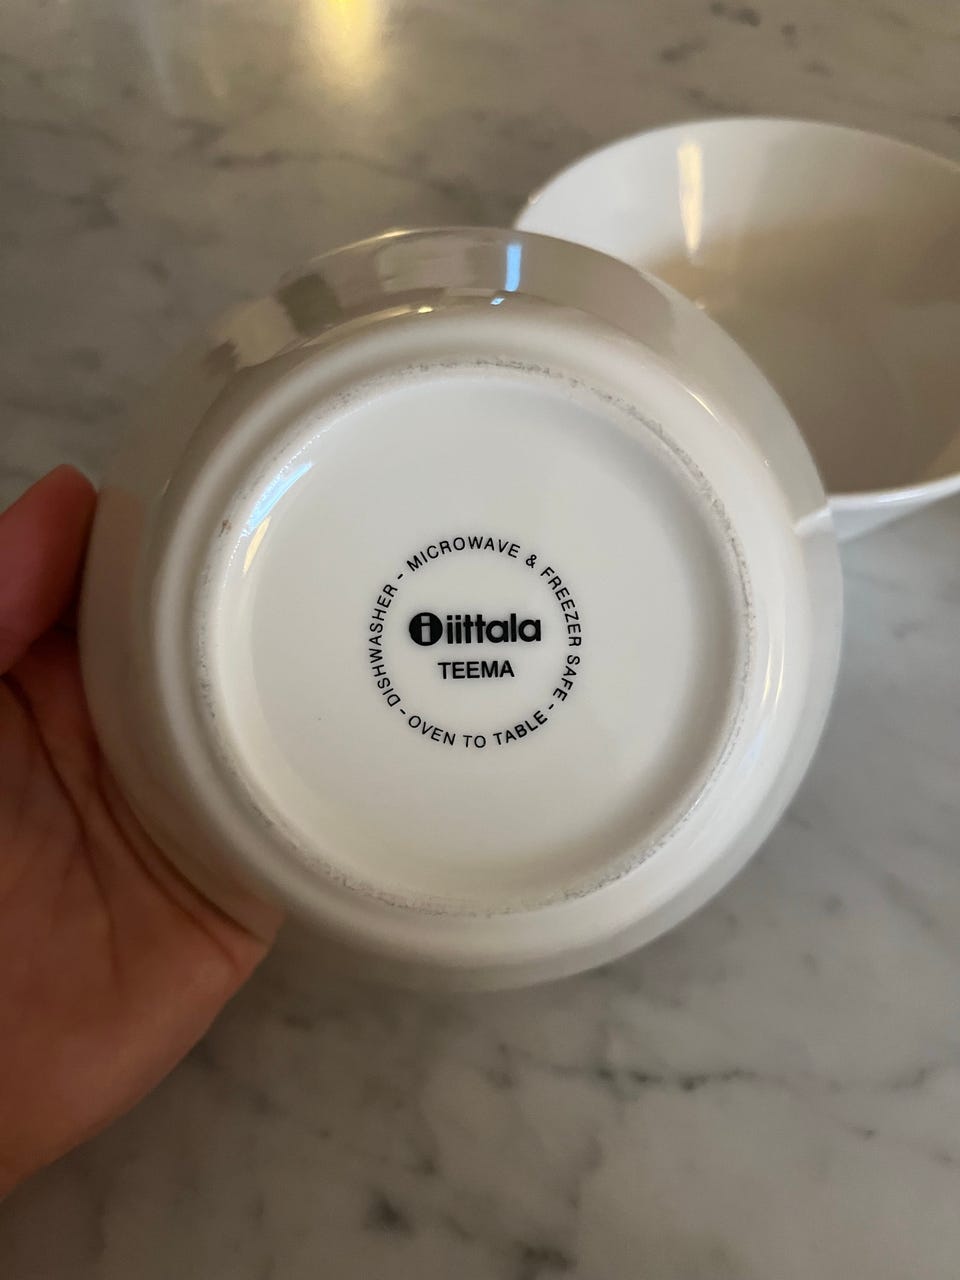 DISHWASHER - MICROWAVE & FREEZER SAFE - OVEN TO TABLE -
i iittala
TEEMA